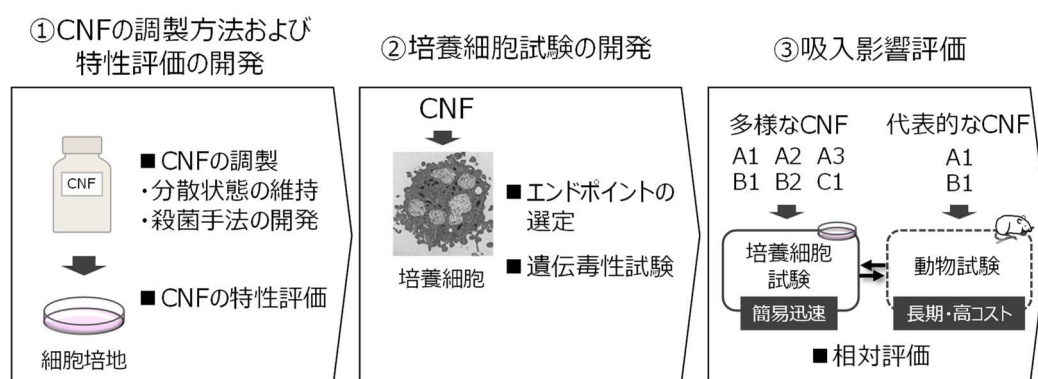 ①CNFの調製方法および
特性評価の開発
CNF
■CNFの調製
・分散状態の維持
・殺菌手法の開発
■CNFの特性評価
細胞培地
②培養細胞試験の開発
CNF
培養細胞
■エンドポイントの
選定
■遺伝毒性試験
③吸入影響評価
多様なCNF
A1 A2 A3
B1 B2 C1
代表的なCNF
A1
B1
培養細胞
試験
簡易迅速
動物試験
長期・高コスト
■相対評価